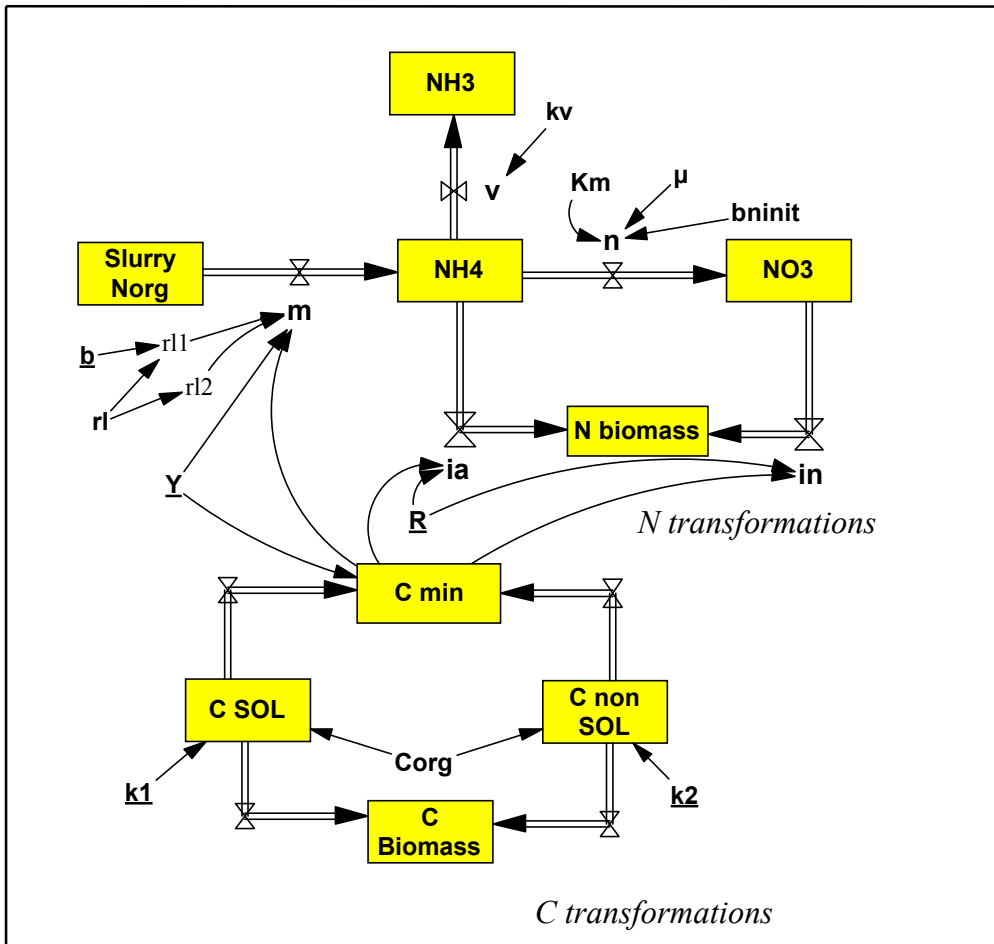 NH3
kv
v
Km
µ
bninit
n
Slurry
Norg
NH4
NO3
m
b
rl1
rl2
rl
N biomass
ia
in
Y
R
N transformations
C min
C SOL
C non
SOL
Corg
k1
k2
C
Biomass
C transformations